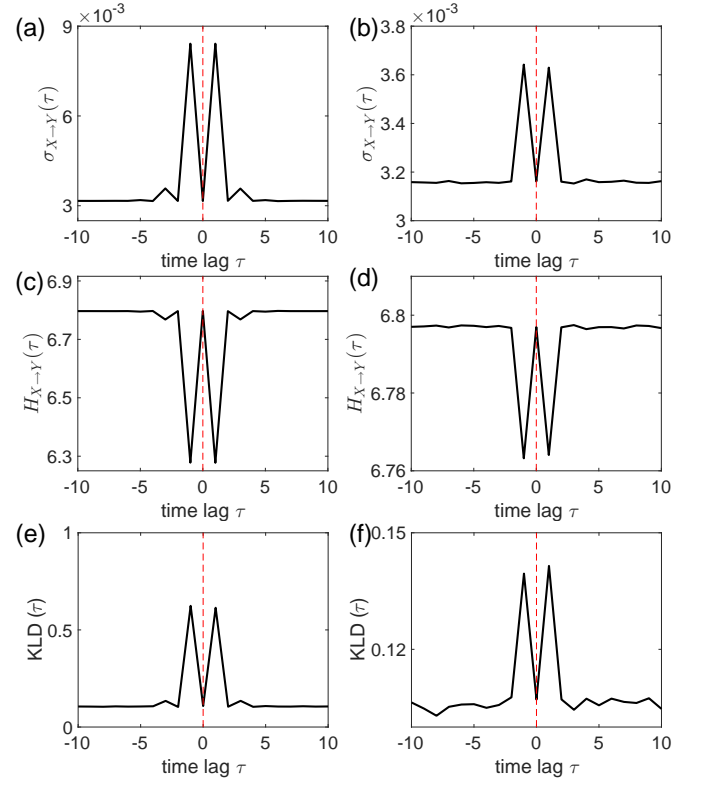 (a)
×10⁻³
9
6
3
σ_{X→Y}(τ)
-10 -5 0 5 10
time lag τ
(b)
×10⁻³
3.8
3.6
3.4
3.2
3
σ_{X→Y}(τ)
-10 -5 0 5 10
time lag τ
(c)
6.9
6.7
6.5
6.3
H_{X→Y}(τ)
-10 -5 0 5 10
time lag τ
(d)
6.8
6.78
6.76
H_{X→Y}(τ)
-10 -5 0 5 10
time lag τ
(e)
1
0.5
0
KLD (τ)
-10 -5 0 5 10
time lag τ
(f)
0.15
0.12
KLD (τ)
-10 -5 0 5 10
time lag τ